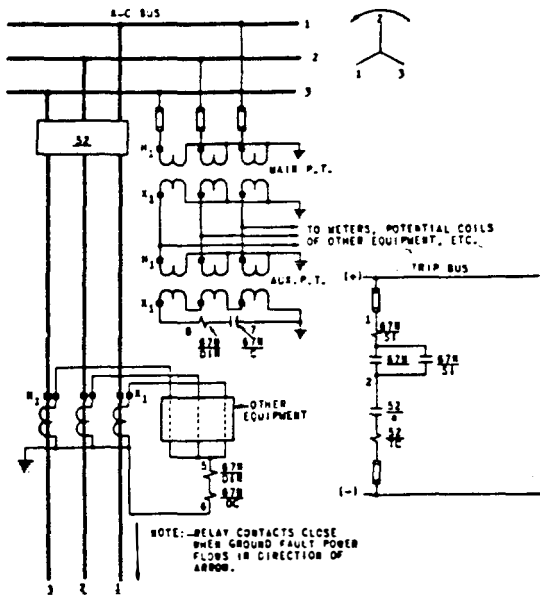 A-C BUS
1
2
3
2
1 3
52
H1
MAIN P.T.
X1
TO METERS, POTENTIAL COILS
OF OTHER EQUIPMENT, ETC.
H1
AUX. P.T.
X1
8 7
67N
DIR
67N
C
TRIP BUS
(+)
1
67N
SI
67N
67N
SI
2
52
a
52
TC
(-)
H1
X1
OTHER
EQUIPMENT
5
67N
DIR
67N
OC
6
NOTE:-RELAY CONTACTS CLOSE
WHEN GROUND FAULT POWER
FLOWS IN DIRECTION OF
ARROW.
3 2 1